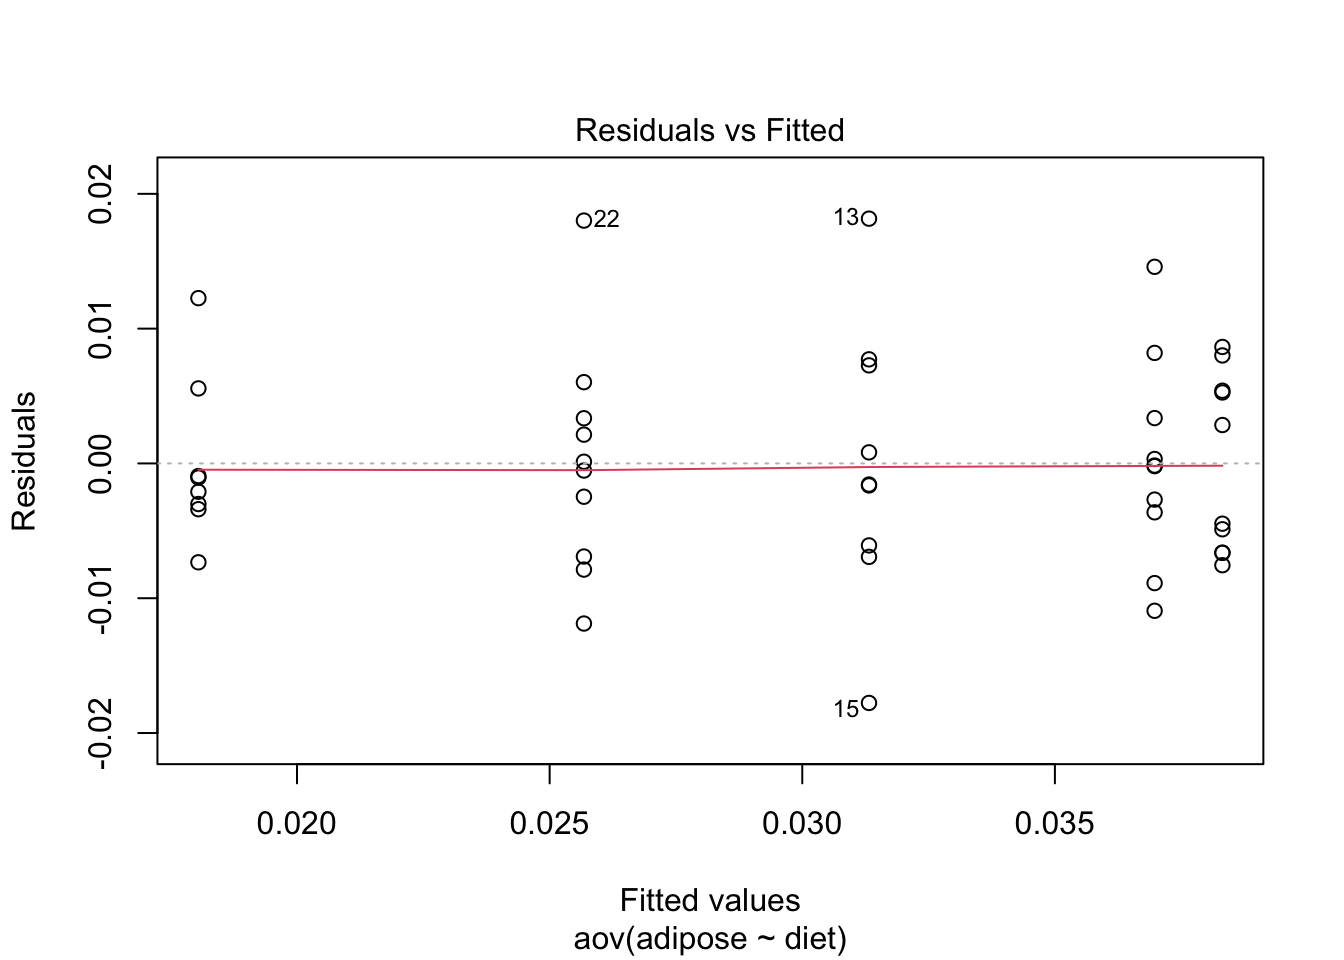 Residuals vs Fitted
0.02
0.01
0.00
-0.01
-0.02
Residuals
22
13
15
0.020 0.025 0.030 0.035
Fitted values
aov(adipose ~ diet)